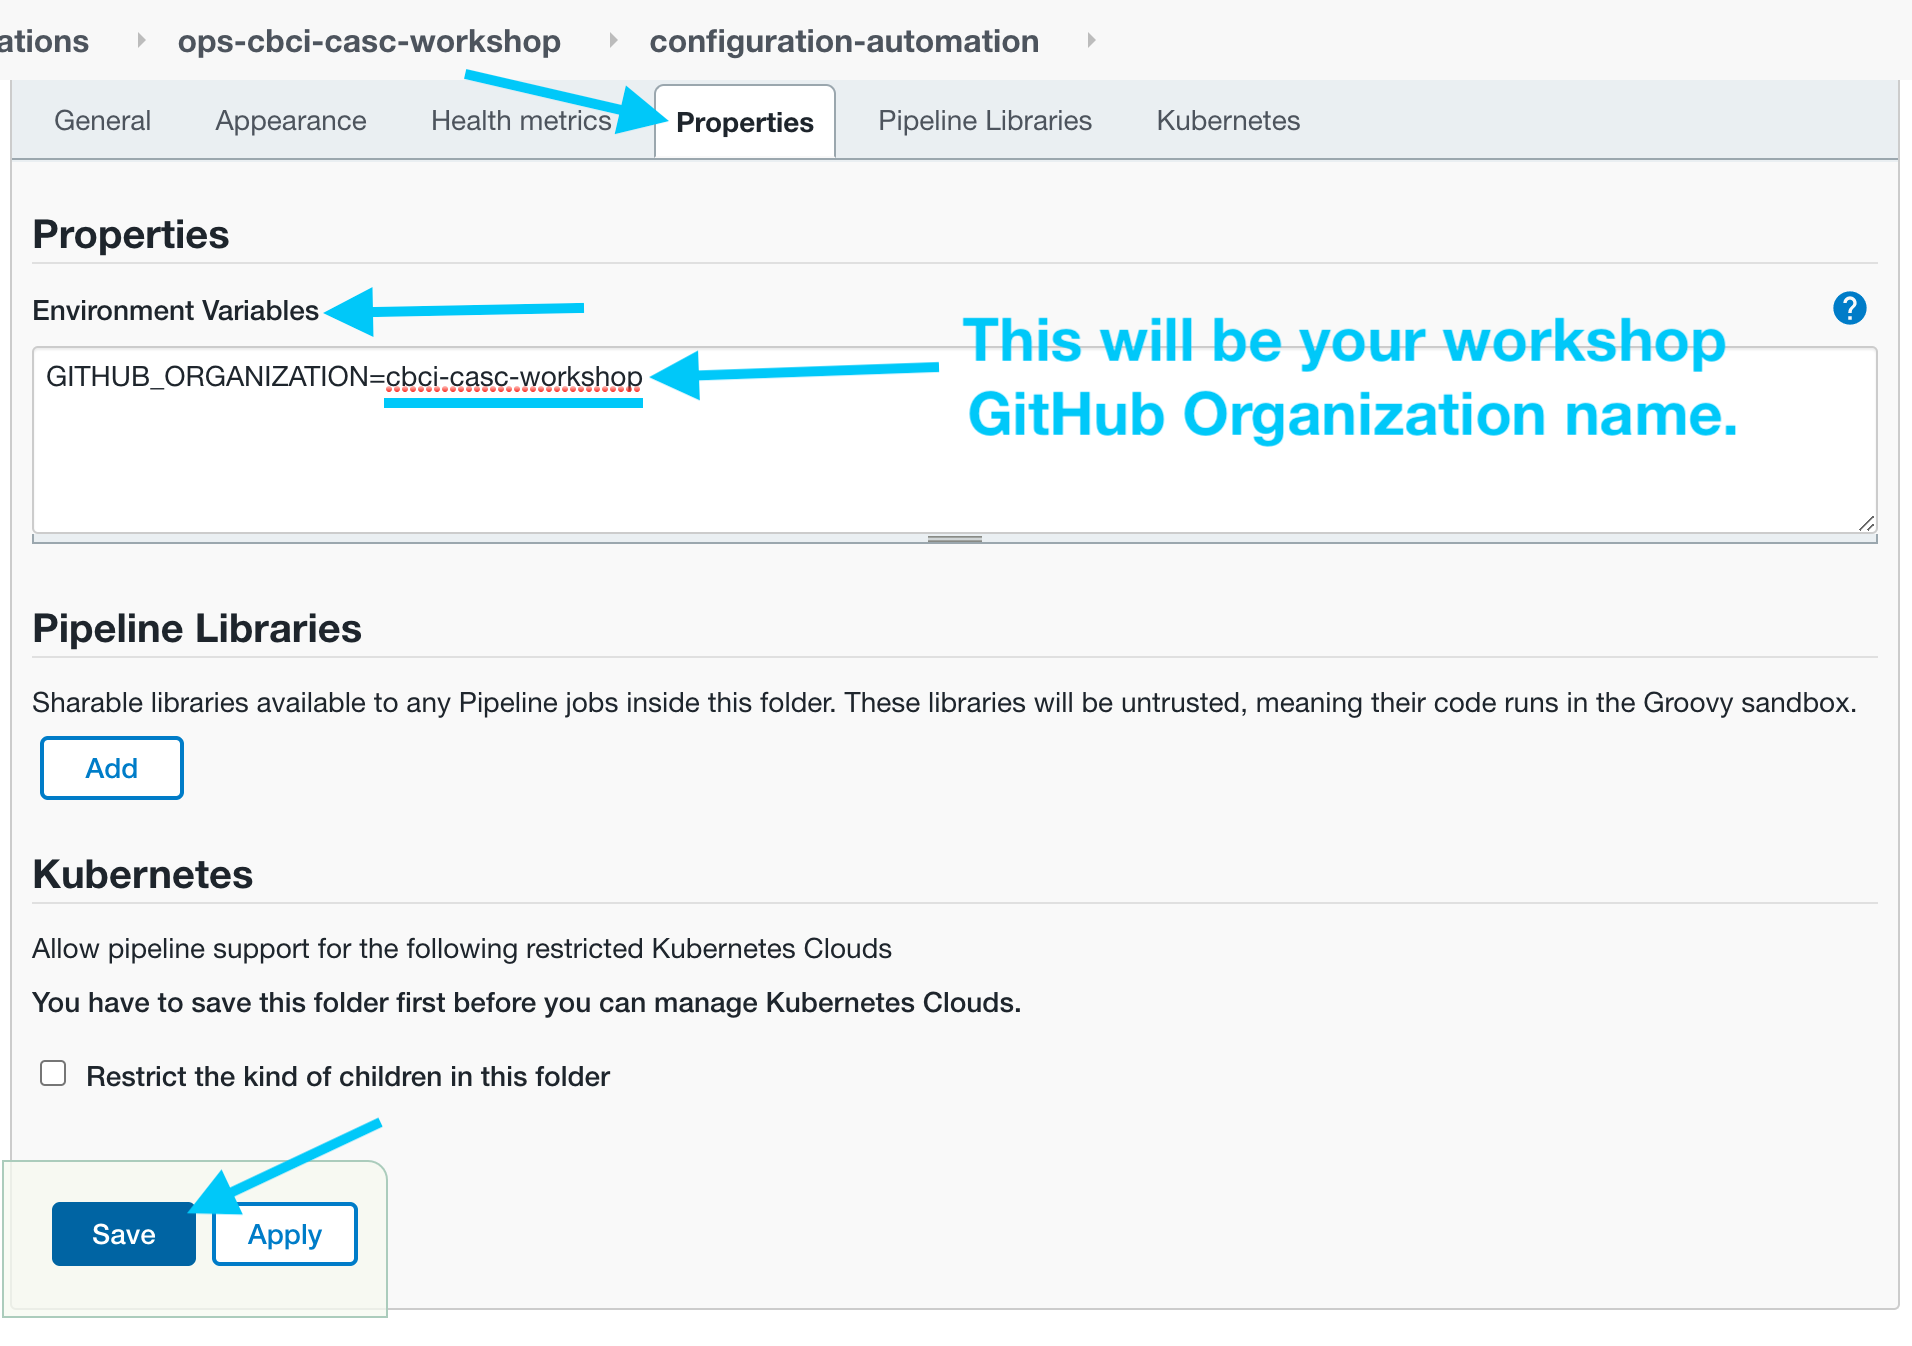 ations ops-cbci-casc-workshop configuration-automation
General Appearance Health metrics Properties Pipeline Libraries Kubernetes
Properties
Environment Variables
?
GITHUB_ORGANIZATION=cbci-casc-workshop
This will be your workshop
GitHub Organization name.
Pipeline Libraries
Sharable libraries available to any Pipeline jobs inside this folder. These libraries will be untrusted, meaning their code runs in the Groovy sandbox.
Add
Kubernetes
Allow pipeline support for the following restricted Kubernetes Clouds
You have to save this folder first before you can manage Kubernetes Clouds.
Restrict the kind of children in this folder
Save Apply